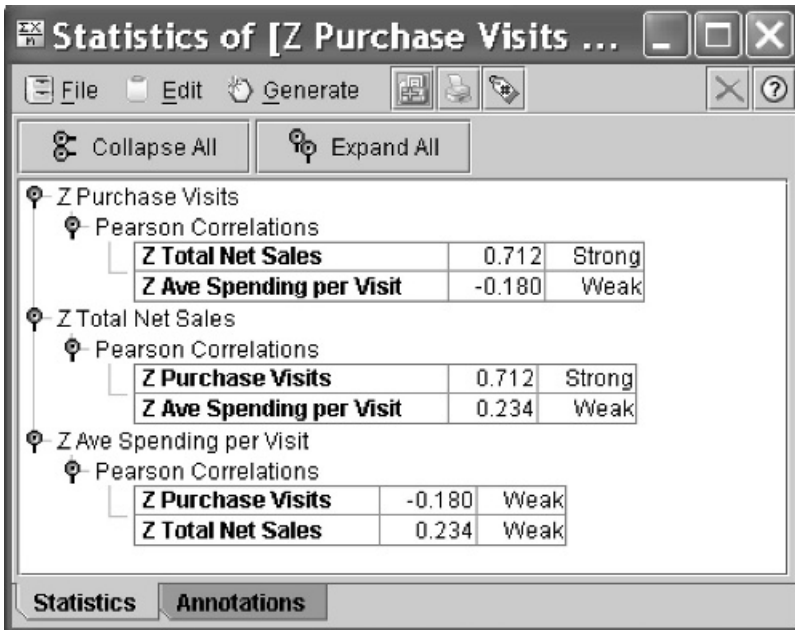 Statistics of [Z Purchase Visits ...
File Edit Generate
Collapse All Expand All
Z Purchase Visits
Pearson Correlations
Z Total Net Sales 0.712 Strong
Z Ave Spending per Visit -0.180 Weak
Z Total Net Sales
Pearson Correlations
Z Purchase Visits 0.712 Strong
Z Ave Spending per Visit 0.234 Weak
Z Ave Spending per Visit
Pearson Correlations
Z Purchase Visits -0.180 Weak
Z Total Net Sales 0.234 Weak
Statistics Annotations